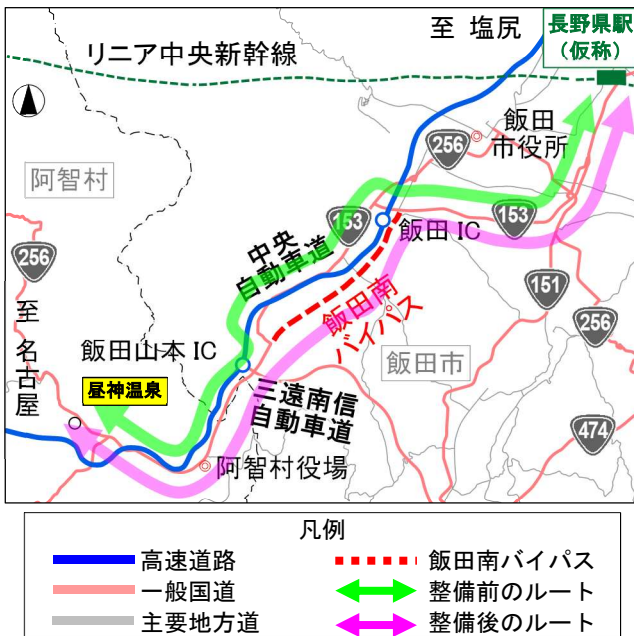 至 塩尻
長野県駅
（仮称）
リニア中央新幹線
飯田
市役所
256
阿智村
153
飯田 IC
153
中央
自動車道
256
151
飯田南
バイパス
256
至 名古屋
飯田山本 IC
飯田市
昼神温泉
三遠南信
自動車道
474
阿智村役場
凡例
高速道路
飯田南バイパス
一般国道
整備前のルート
主要地方道
整備後のルート